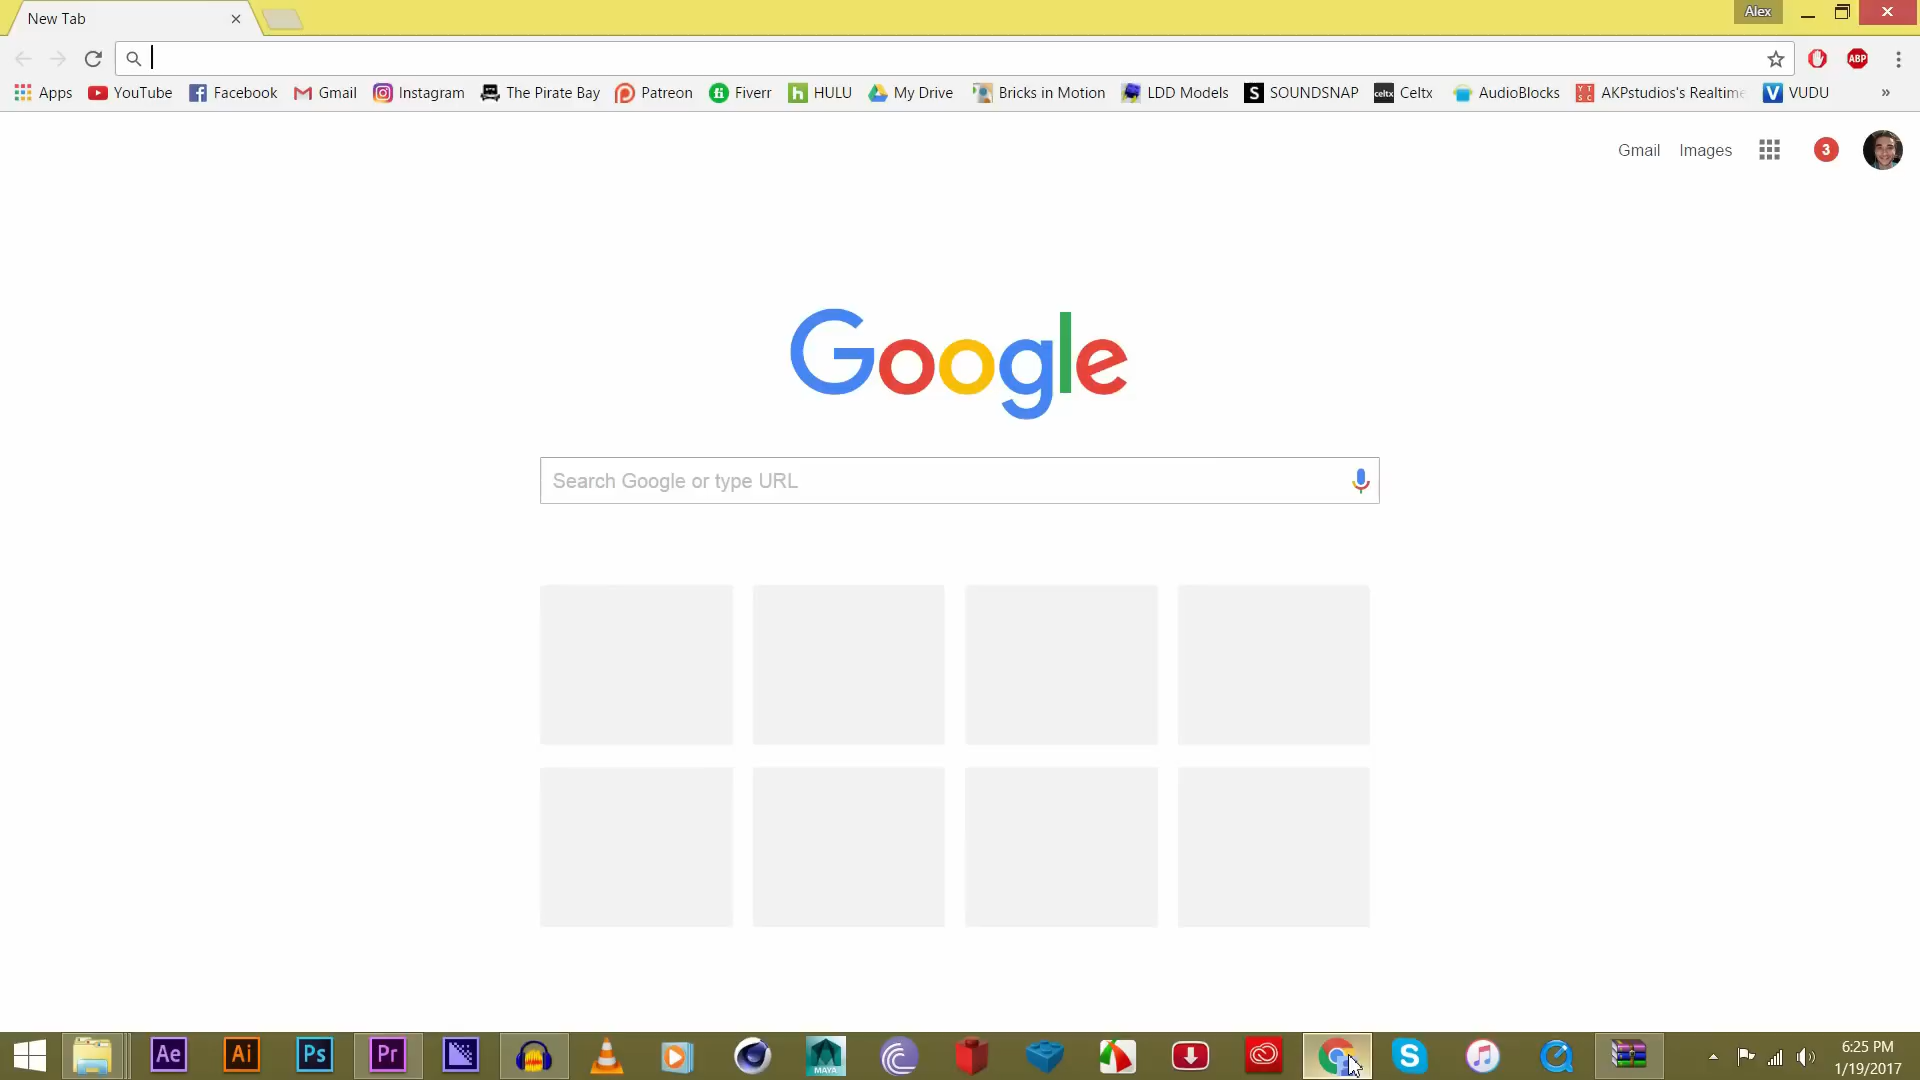 New Tab
Alex
ABP
Apps YouTube Facebook Gmail Instagram The Pirate Bay Patreon Fiverr HULU My Drive Bricks in Motion LDD Models SOUNDSNAP Celtx AudioBlocks AKPstudios's Realtime VUDU »
Gmail Images 3
Google
Search Google or type URL
Ae Ai Ps Pr MAYA S
6:25 PM
1/19/2017